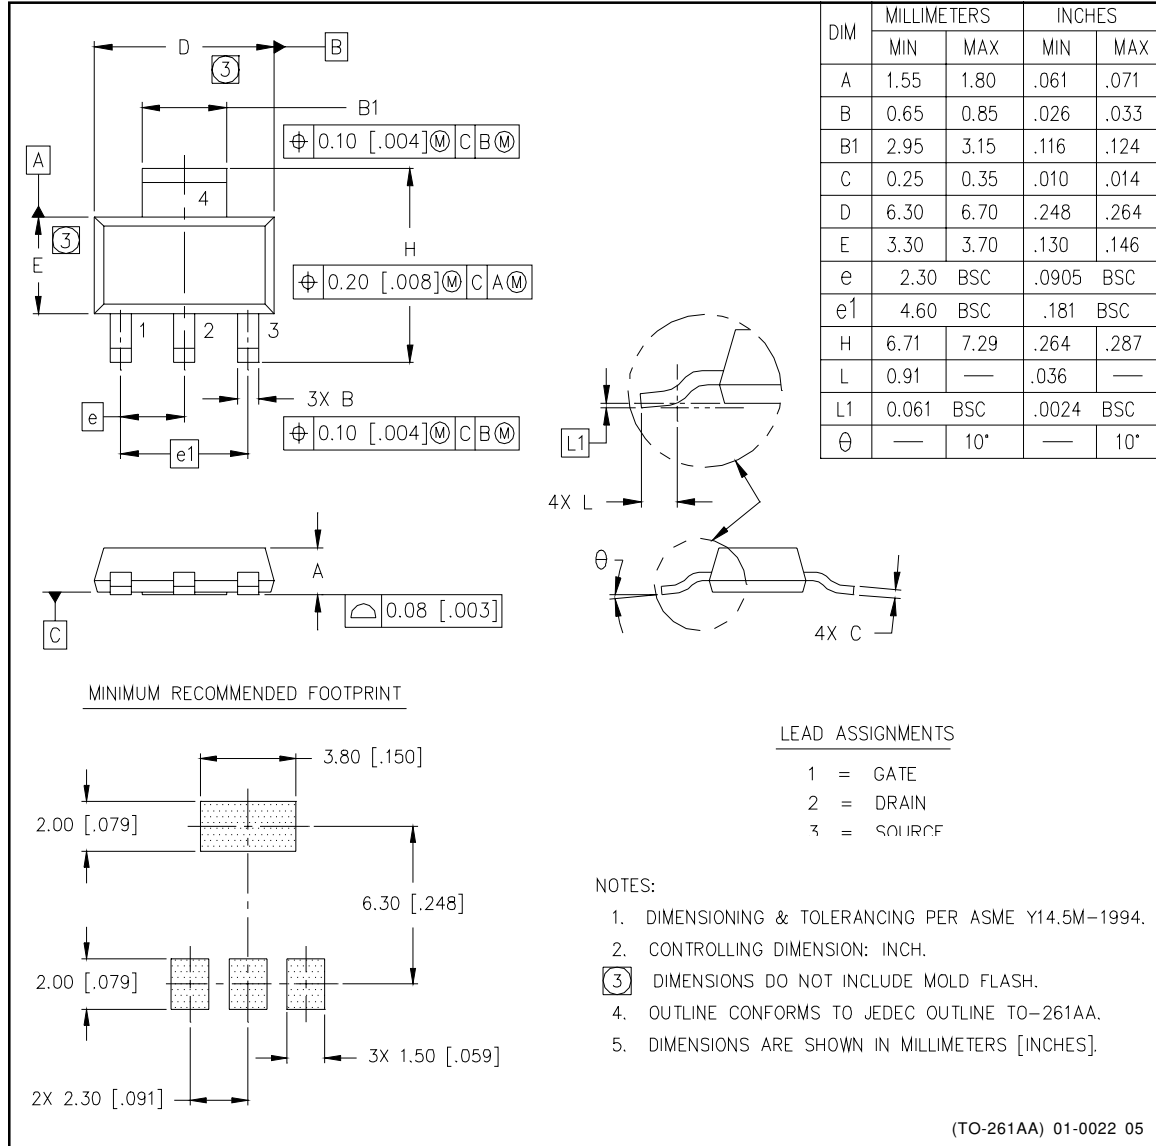 D
B
3
B1
⌖ 0.10 [.004]Ⓜ C BⓂ
A
4
3
E
H
⌖ 0.20 [.008]Ⓜ C AⓂ
1 2 3
3X B
e
⌖ 0.10 [.004]Ⓜ C BⓂ
e1
DIM MILLIMETERS INCHES
MIN MAX MIN MAX
A 1.55 1.80 .061 .071
B 0.65 0.85 .026 .033
B1 2.95 3.15 .116 .124
C 0.25 0.35 .010 .014
D 6.30 6.70 .248 .264
E 3.30 3.70 .130 .146
e 2.30 BSC .0905 BSC
e1 4.60 BSC .181 BSC
H 6.71 7.29 .264 .287
L 0.91 — .036 —
L1 0.061 BSC .0024 BSC
θ — 10° — 10°
L1
4X L
A
0.08 [.003]
C
θ
4X C
MINIMUM RECOMMENDED FOOTPRINT
3.80 [.150]
2.00 [.079]
6.30 [.248]
2.00 [.079]
3X 1.50 [.059]
2X 2.30 [.091]
LEAD ASSIGNMENTS
1 = GATE
2 = DRAIN
3 = SOURCE
NOTES:
1. DIMENSIONING & TOLERANCING PER ASME Y14.5M-1994.
2. CONTROLLING DIMENSION: INCH.
3 DIMENSIONS DO NOT INCLUDE MOLD FLASH.
4. OUTLINE CONFORMS TO JEDEC OUTLINE TO-261AA.
5. DIMENSIONS ARE SHOWN IN MILLIMETERS [INCHES].
(TO-261AA) 01-0022 05